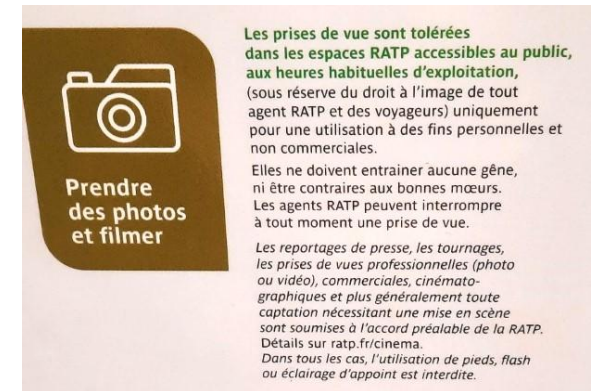 Prendre
des photos
et filmer
Les prises de vue sont tolérées
dans les espaces RATP accessibles au public,
aux heures habituelles d'exploitation,
(sous réserve du droit à l'image de tout
agent RATP et des voyageurs) uniquement
pour une utilisation à des fins personnelles et
non commerciales.
Elles ne doivent entrainer aucune gêne,
ni être contraires aux bonnes mœurs.
Les agents RATP peuvent interrompre
à tout moment une prise de vue.
Les reportages de presse, les tournages,
les prises de vues professionnelles (photo
ou vidéo), commerciales, cinémato-
graphiques et plus généralement toute
captation nécessitant une mise en scène
sont soumises à l'accord préalable de la RATP.
Détails sur ratp.fr/cinema.
Dans tous les cas, l'utilisation de pieds, flash
ou éclairage d'appoint est interdite.